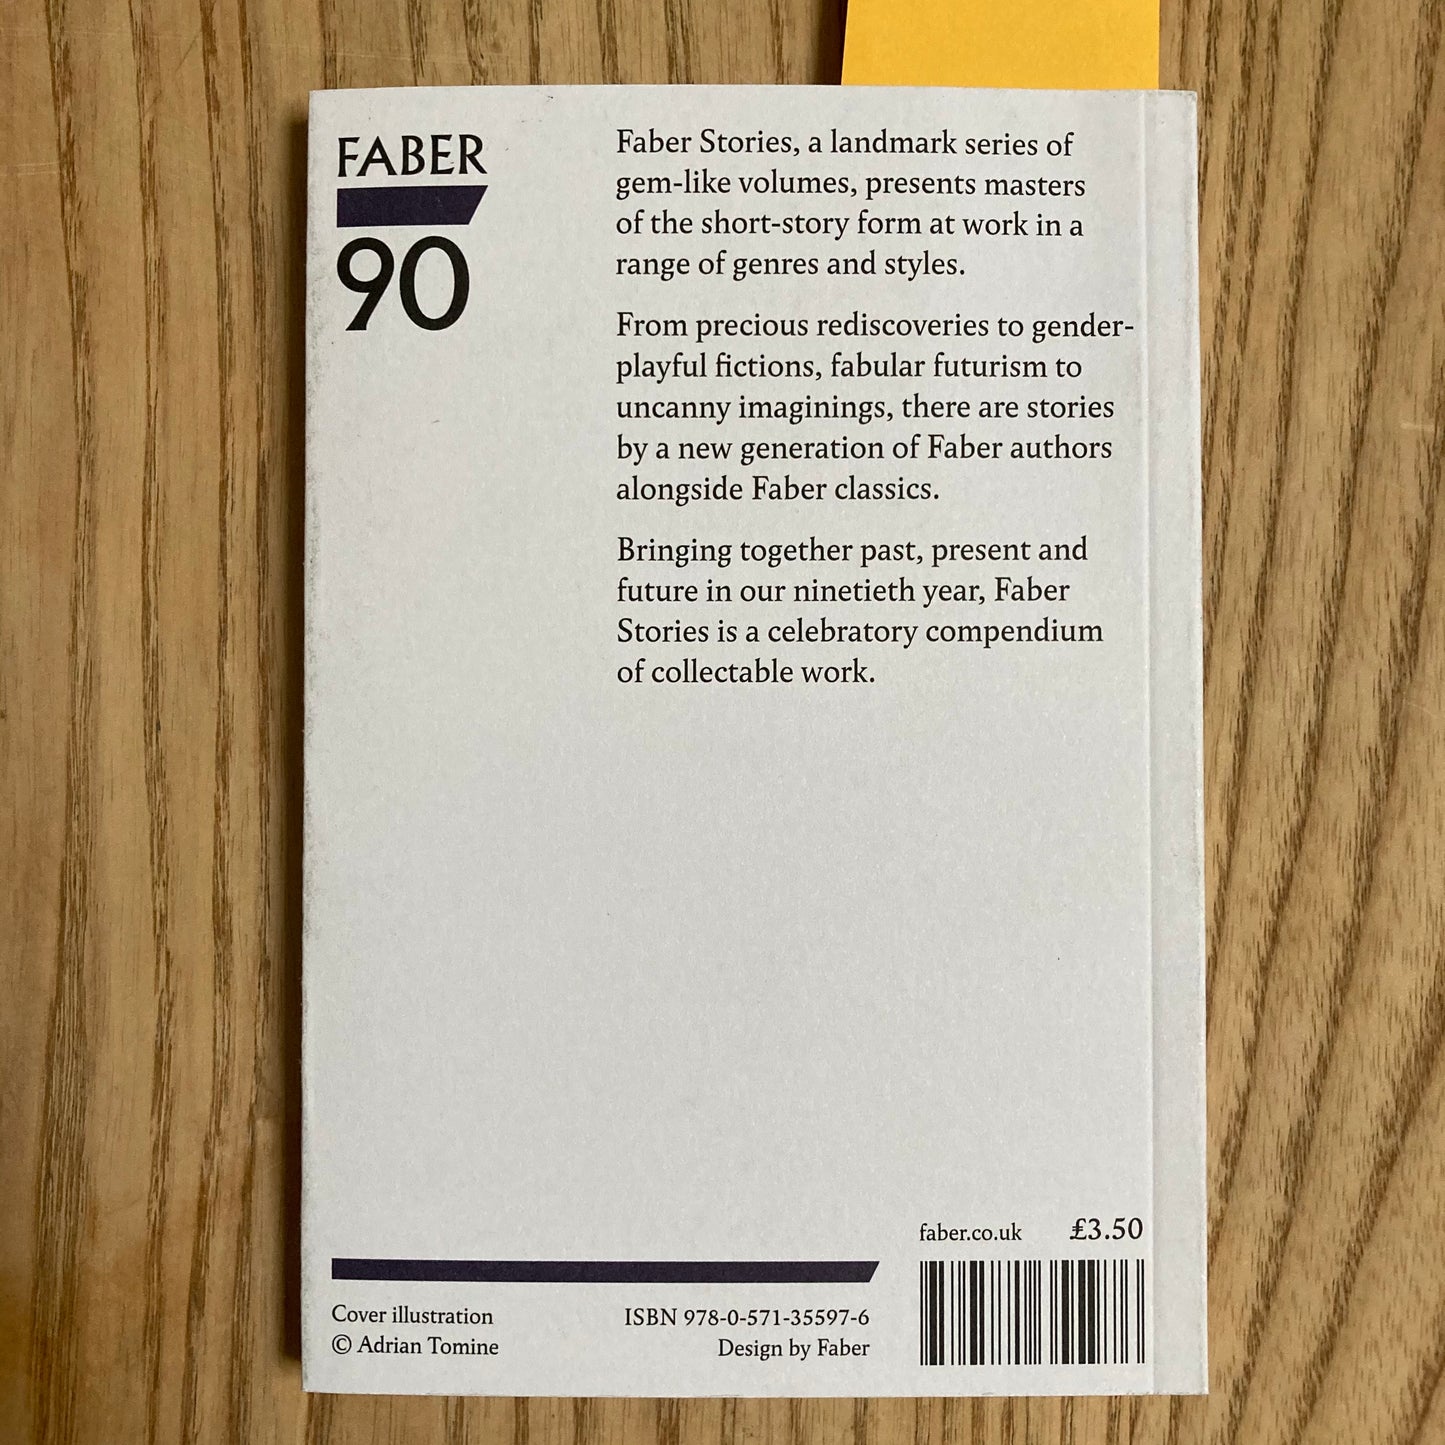 FABER
90
Faber Stories, a landmark series of
gem-like volumes, presents masters
of the short-story form at work in a
range of genres and styles.
From precious rediscoveries to gender-
playful fictions, fabular futurism to
uncanny imaginings, there are stories
by a new generation of Faber authors
alongside Faber classics.
Bringing together past, present and
future in our ninetieth year, Faber
Stories is a celebratory compendium
of collectable work.
faber.co.uk £3.50
Cover illustration
© Adrian Tomine
ISBN 978-0-571-35597-6
Design by Faber